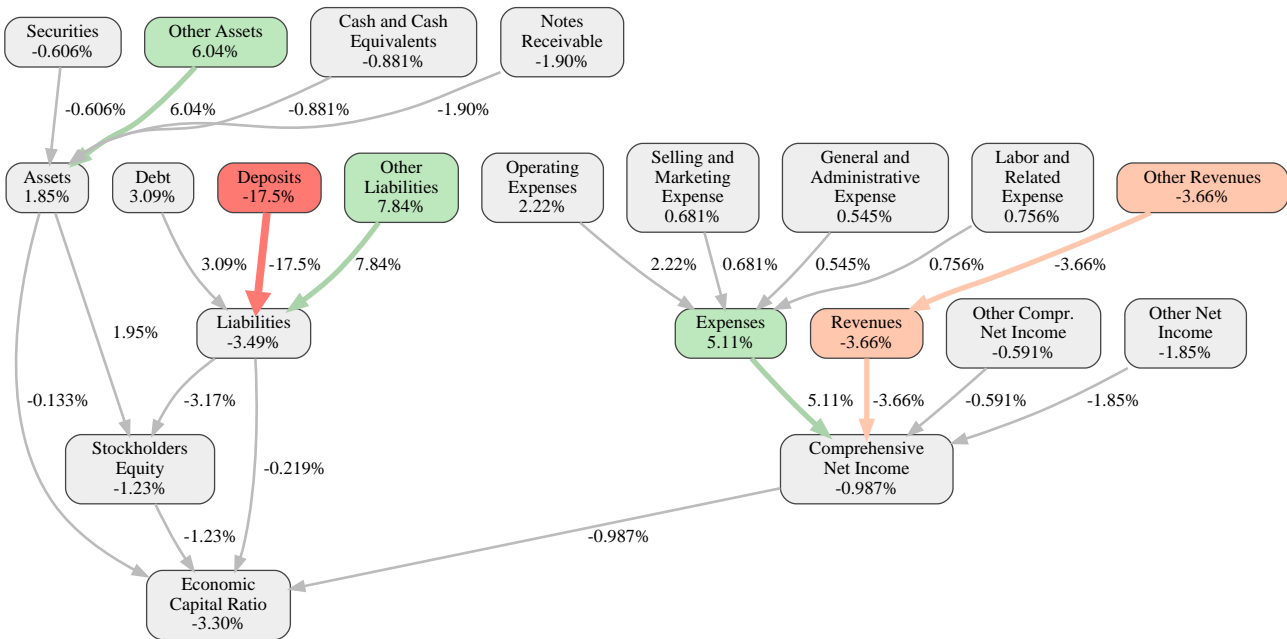 Securities
-0.606%
Other Assets
6.04%
Cash and Cash
Equivalents
-0.881%
Notes
Receivable
-1.90%
-0.606%
6.04%
-0.881%
-1.90%
Assets
1.85%
Debt
3.09%
Deposits
-17.5%
Other
Liabilities
7.84%
Operating
Expenses
2.22%
Selling and
Marketing
Expense
0.681%
General and
Administrative
Expense
0.545%
Labor and
Related
Expense
0.756%
Other Revenues
-3.66%
3.09%
-17.5%
7.84%
2.22%
0.681%
0.545%
0.756%
-3.66%
1.95%
Liabilities
-3.49%
Expenses
5.11%
Revenues
-3.66%
Other Compr.
Net Income
-0.591%
Other Net
Income
-1.85%
-0.133%
-3.17%
5.11%
-3.66%
-0.591%
-1.85%
Stockholders
Equity
-1.23%
-0.219%
Comprehensive
Net Income
-0.987%
-1.23%
-0.987%
Economic
Capital Ratio
-3.30%